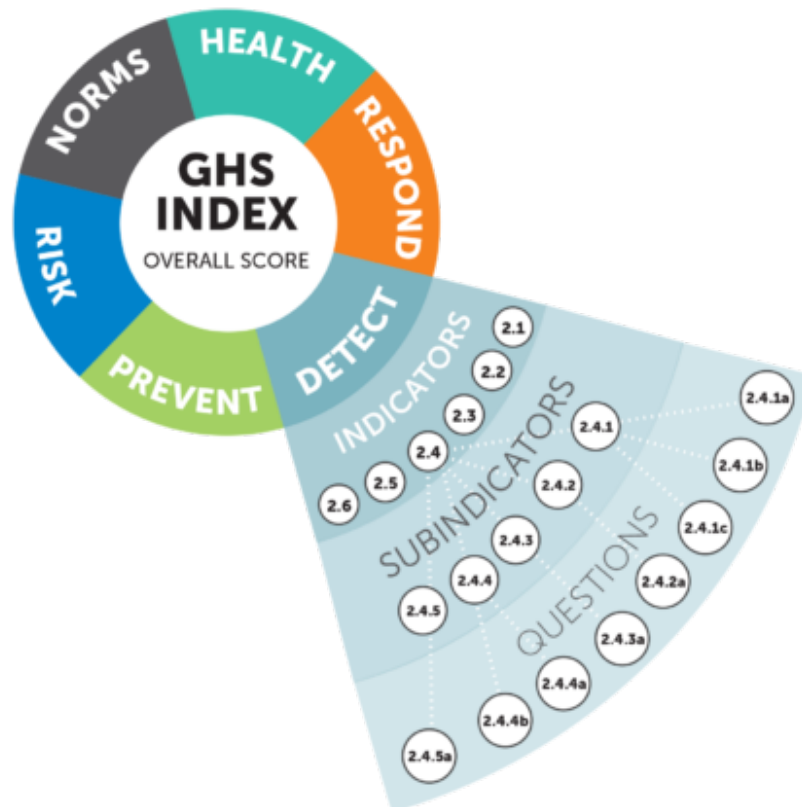 HEALTH
NORMS
RESPOND
GHS
INDEX
OVERALL SCORE
RISK
DETECT
PREVENT
INDICATORS
2.1
2.2
2.3
2.4
2.5
2.6
SUBINDICATORS
2.4.1
2.4.2
2.4.3
2.4.4
2.4.5
QUESTIONS
2.4.1a
2.4.1b
2.4.1c
2.4.2a
2.4.3a
2.4.4a
2.4.4b
2.4.5a